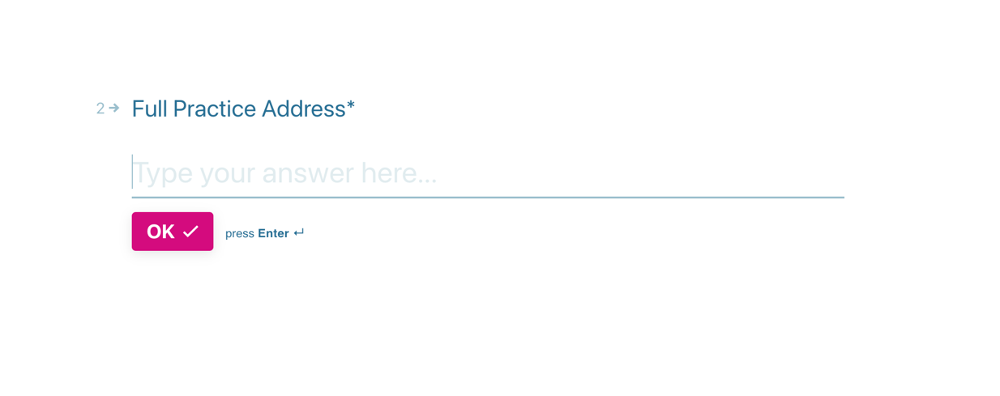 2 → Full Practice Address*
Type your answer here...
OK ✓ press Enter ↵